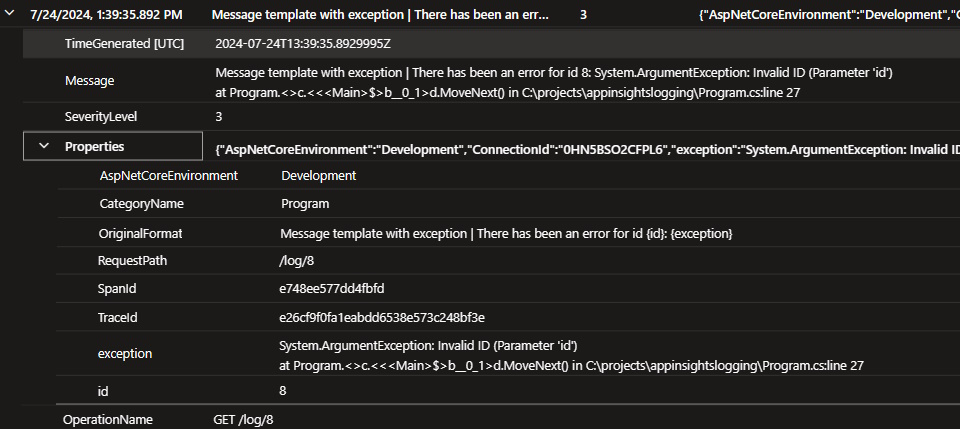 7/24/2024, 1:39:35.892 PM Message template with exception | There has been an err... 3 {"AspNetCoreEnvironment":"Development","C
TimeGenerated [UTC] 2024-07-24T13:39:35.8929995Z
Message Message template with exception | There has been an error for id 8: System.ArgumentException: Invalid ID (Parameter 'id')
at Program.<>c.<<<Main>$>b__0_1>d.MoveNext() in C:\projects\appinsightslogging\Program.cs:line 27
SeverityLevel 3
Properties {"AspNetCoreEnvironment":"Development","ConnectionId":"0HN5BSO2CFPL6","exception":"System.ArgumentException: Invalid ID
AspNetCoreEnvironment Development
CategoryName Program
OriginalFormat Message template with exception | There has been an error for id {id}: {exception}
RequestPath /log/8
SpanId e748ee577dd4fbfd
TraceId e26cf9f0fa1eabdd6538e573c248bf3e
exception System.ArgumentException: Invalid ID (Parameter 'id')
at Program.<>c.<<<Main>$>b__0_1>d.MoveNext() in C:\projects\appinsightslogging\Program.cs:line 27
id 8
OperationName GET /log/8